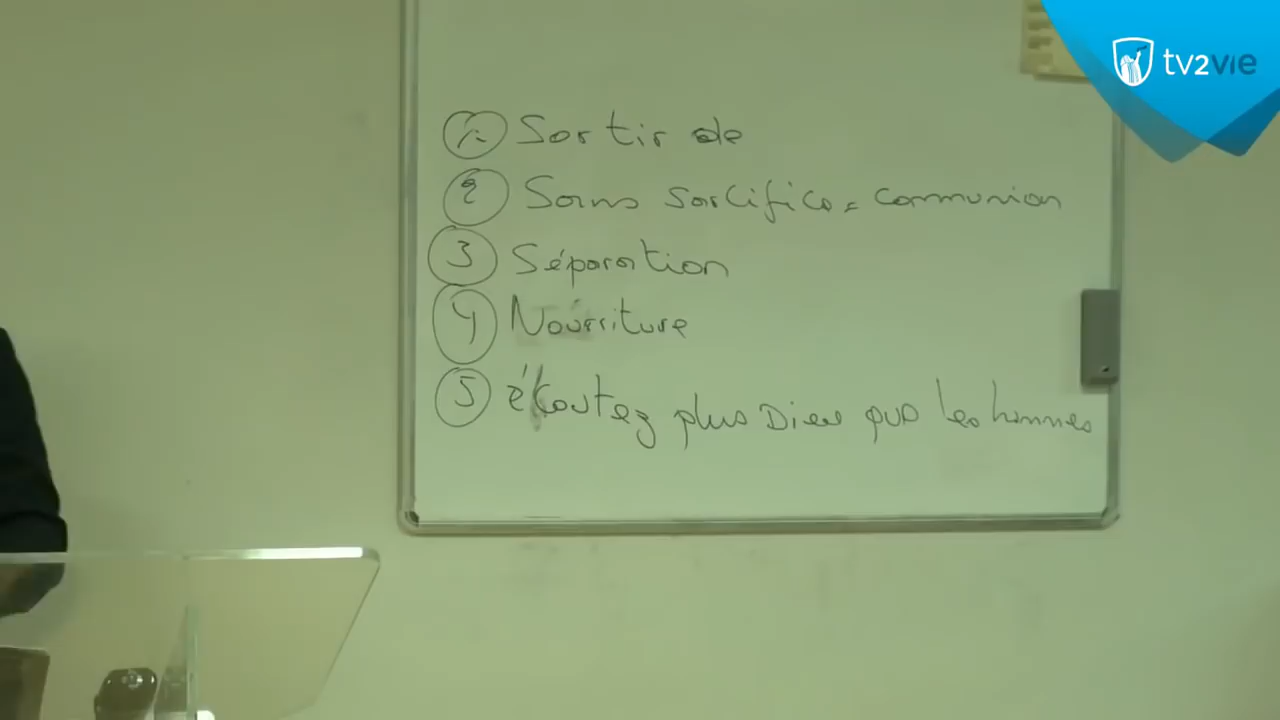 tv2vie
1 Sortir de
2 Sans sacrifice = communion
3 Séparation
4 Nourriture
5 écoutez plus Dieu que les hommes